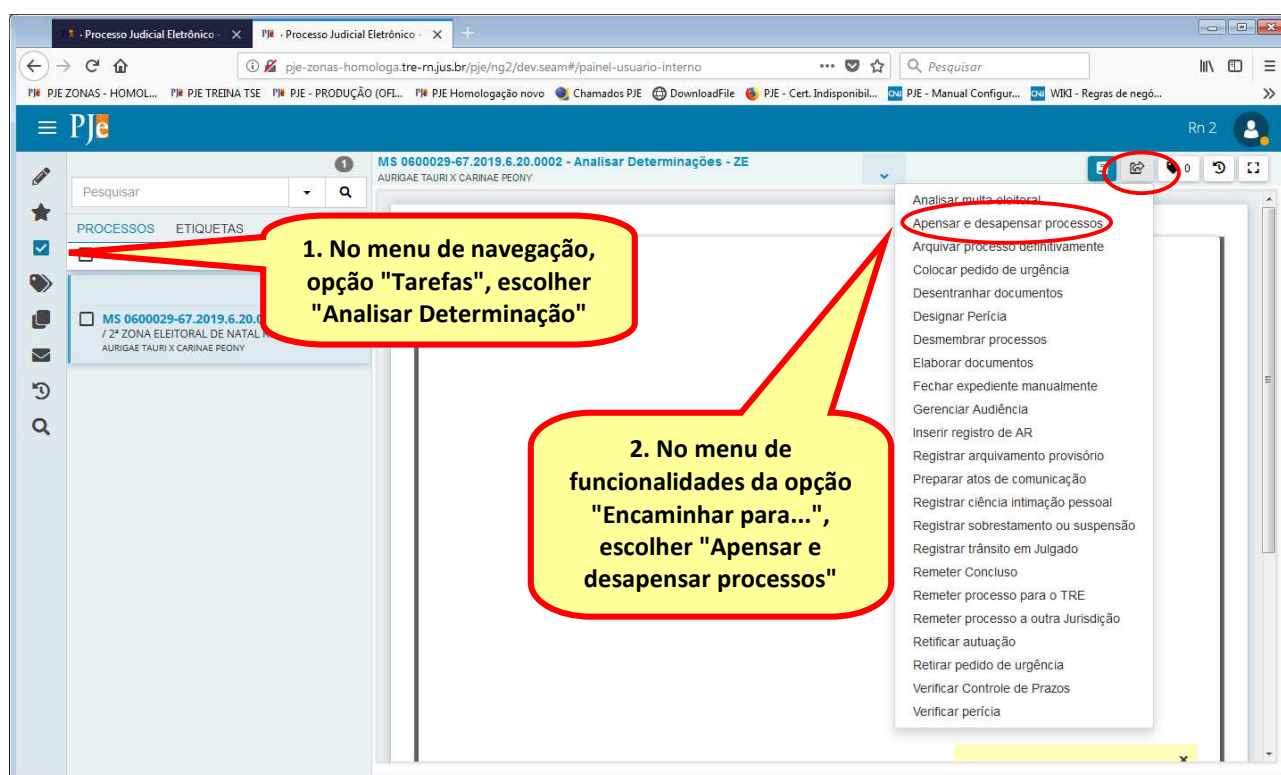 - Processo Judicial Eletrônico -
PJe - Processo Judicial Eletrônico -
pje-zonas-homologa.tre-rn.jus.br/pje/ng2/dev.seam#/painel-usuario-interno
Pesquisar
PJe PJE ZONAS - HOMOL... PJe PJE TREINA TSE PJe PJE - PRODUÇÃO (OFI... PJe PJE Homologação novo Chamados PJE DownloadFile PJE - Cert. Indisponibil... CNJ PJE - Manual Configur... CNJ WIKI - Regras de negó...
PJe
Rn 2
1
Pesquisar
PROCESSOS ETIQUETAS
MS 0600029-67.2019.6.20.0
/ 2ª ZONA ELEITORAL DE NATAL
AURIGAE TAURI X CARINAE PEONY
MS 0600029-67.2019.6.20.0002 - Analisar Determinações - ZE
AURIGAE TAURI X CARINAE PEONY
0
1. No menu de navegação,
opção "Tarefas", escolher
"Analisar Determinação"
2. No menu de
funcionalidades da opção
"Encaminhar para...",
escolher "Apensar e
desapensar processos"
Analisar multa eleitoral
Apensar e desapensar processos
Arquivar processo definitivamente
Colocar pedido de urgência
Desentranhar documentos
Designar Perícia
Desmembrar processos
Elaborar documentos
Fechar expediente manualmente
Gerenciar Audiência
Inserir registro de AR
Registrar arquivamento provisório
Preparar atos de comunicação
Registrar ciência intimação pessoal
Registrar sobrestamento ou suspensão
Registrar trânsito em Julgado
Remeter Concluso
Remeter processo para o TRE
Remeter processo a outra Jurisdição
Retificar autuação
Retirar pedido de urgência
Verificar Controle de Prazos
Verificar perícia